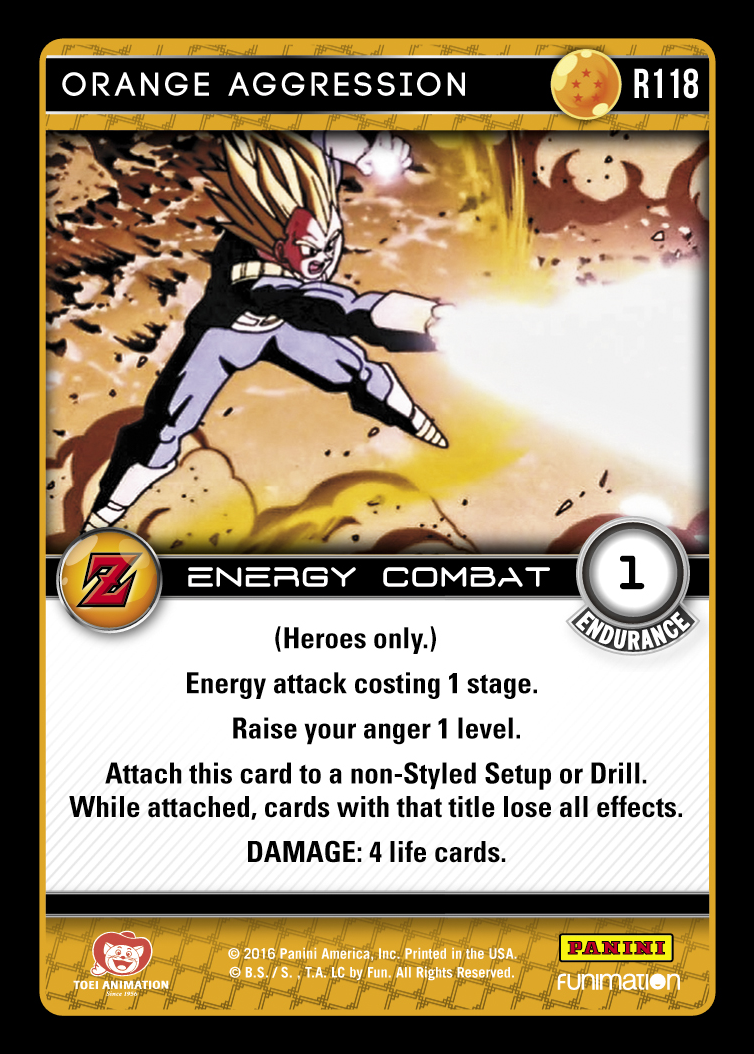 ORANGE AGGRESSION
R118
Z
ENERGY COMBAT
1
ENDURANCE
(Heroes only.)
Energy attack costing 1 stage.
Raise your anger 1 level.
Attach this card to a non-Styled Setup or Drill.
While attached, cards with that title lose all effects.
DAMAGE: 4 life cards.
TOEI ANIMATION
Since 1956
© 2016 Panini America, Inc. Printed in the USA.
© B.S. / S. , T.A. LC by Fun. All Rights Reserved.
PANINI
FUNIMATION